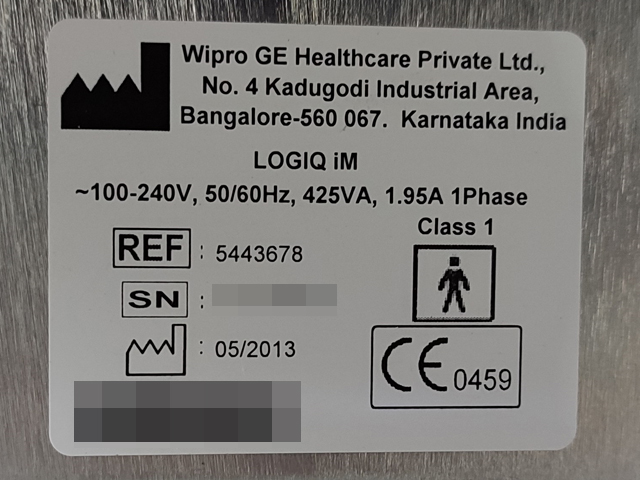 Wipro GE Healthcare Private Ltd.,
No. 4 Kadugodi Industrial Area,
Bangalore-560 067. Karnataka India
LOGIQ iM
~100-240V, 50/60Hz, 425VA, 1.95A 1Phase
Class 1
REF : 5443678
SN :
: 05/2013
CE 0459